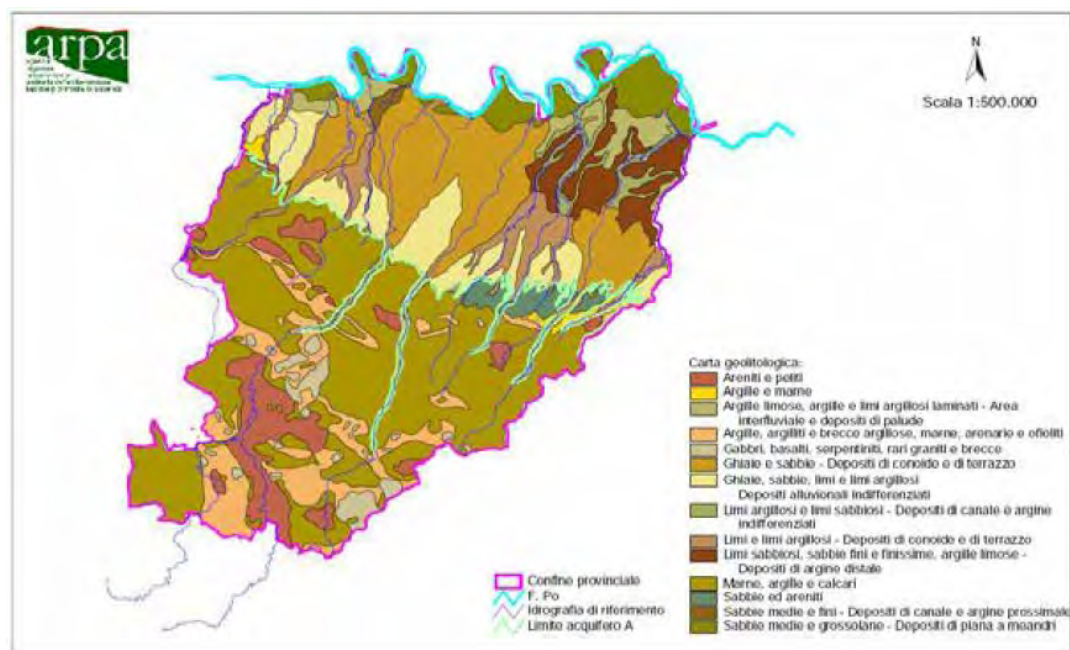 arpa
N
Scala 1:500.000
Carta geolitologica:
Areniti e peliti
Argille e marne
Argille limose, argille e limi argillosi laminati - Area
interfluviale e depositi di palude
Argille, argilliti e brecce argillose, marne, arenarie e ofioliti
Gabbri, basalti, serpentiniti, rari graniti e brecce
Ghiaie e sabbie - Depositi di conoide e di terrazzo
Ghiaie, sabbie, limi e limi argillosi
Depositi alluvionali indifferenziati
Limi argillosi e limi sabbiosi - Depositi di canale e argine
indifferenziati
Limi e limi argillosi - Depositi di conoide e di terrazzo
Limi sabbiosi, sabbie fini e finissime, argille limose -
Depositi di argine distale
Marne, argille e calcari
Sabbie ed areniti
Sabbie medie e fini - Depositi di canale e argine prossimale
Sabbie medie e grossolane - Depositi di piana a meandri
Confine provinciale
F. Po
Idrografia di riferimento
Limite acquifero A